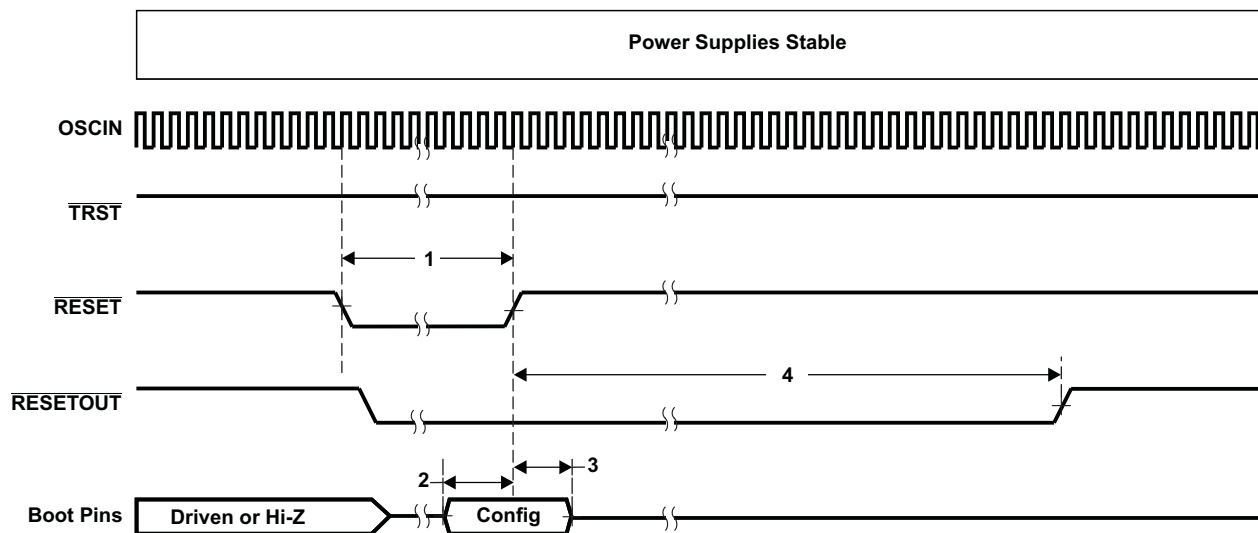 Power Supplies Stable
OSCIN
TRST
1
RESET
4
RESETOUT
2
3
Boot Pins
Driven or Hi-Z
Config